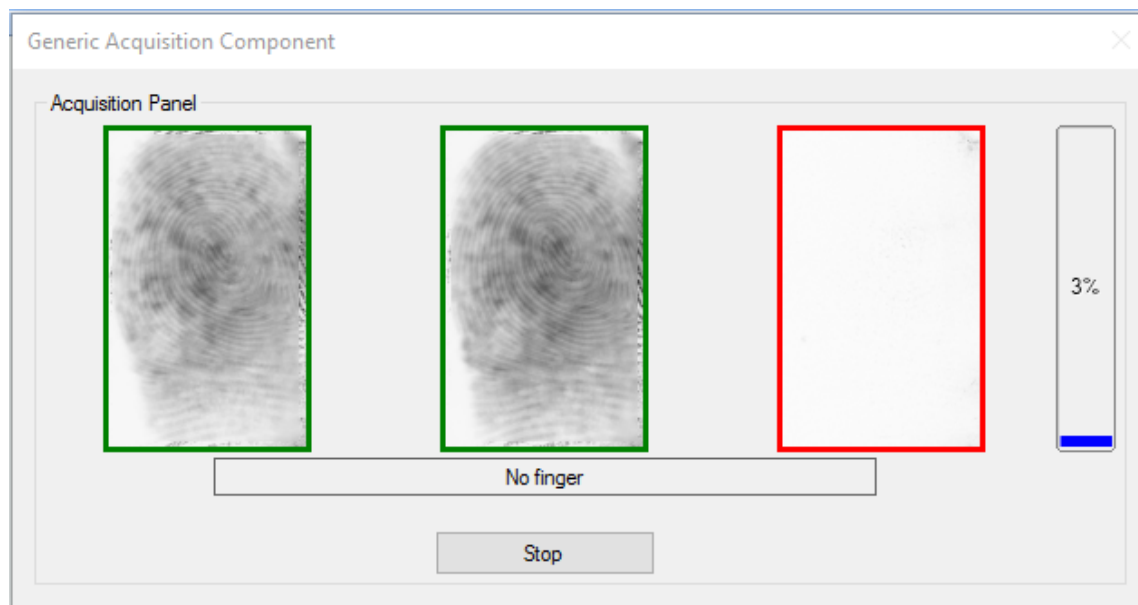 Generic Acquisition Component
Acquisition Panel
3%
No finger
Stop